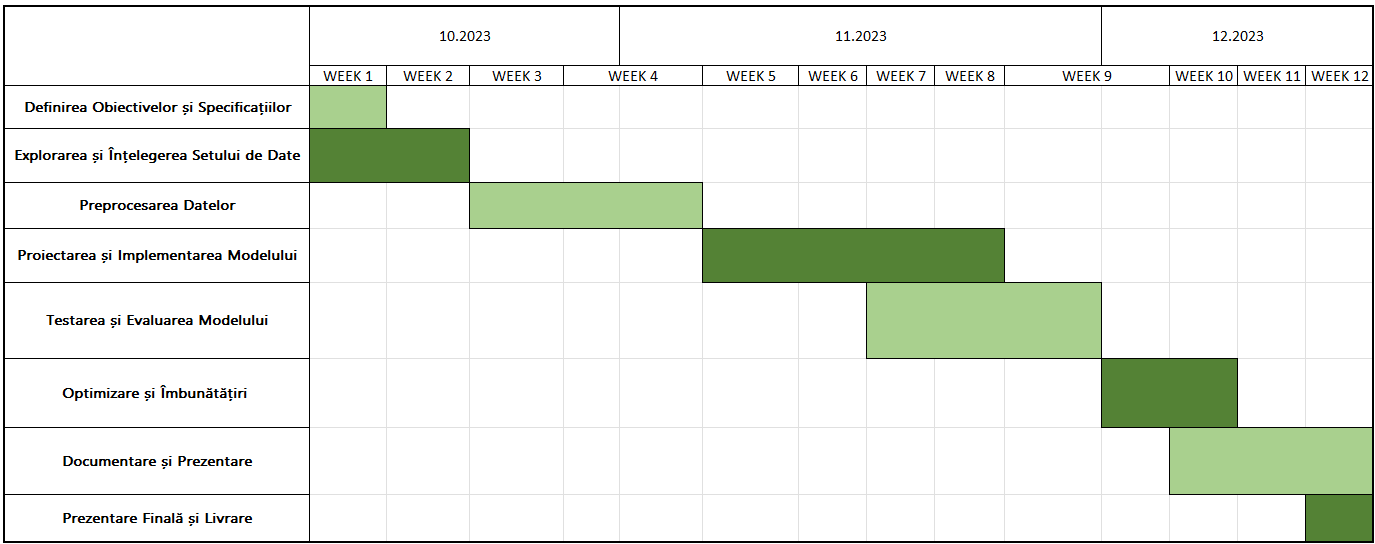 10.2023 11.2023 12.2023
WEEK 1 WEEK 2 WEEK 3 WEEK 4 WEEK 5 WEEK 6 WEEK 7 WEEK 8 WEEK 9 WEEK 10 WEEK 11 WEEK 12
Definirea Obiectivelor și Specificațiilor
Explorarea și Înțelegerea Setului de Date
Preprocesarea Datelor
Proiectarea și Implementarea Modelului
Testarea și Evaluarea Modelului
Optimizare și Îmbunătățiri
Documentare și Prezentare
Prezentare Finală și Livrare